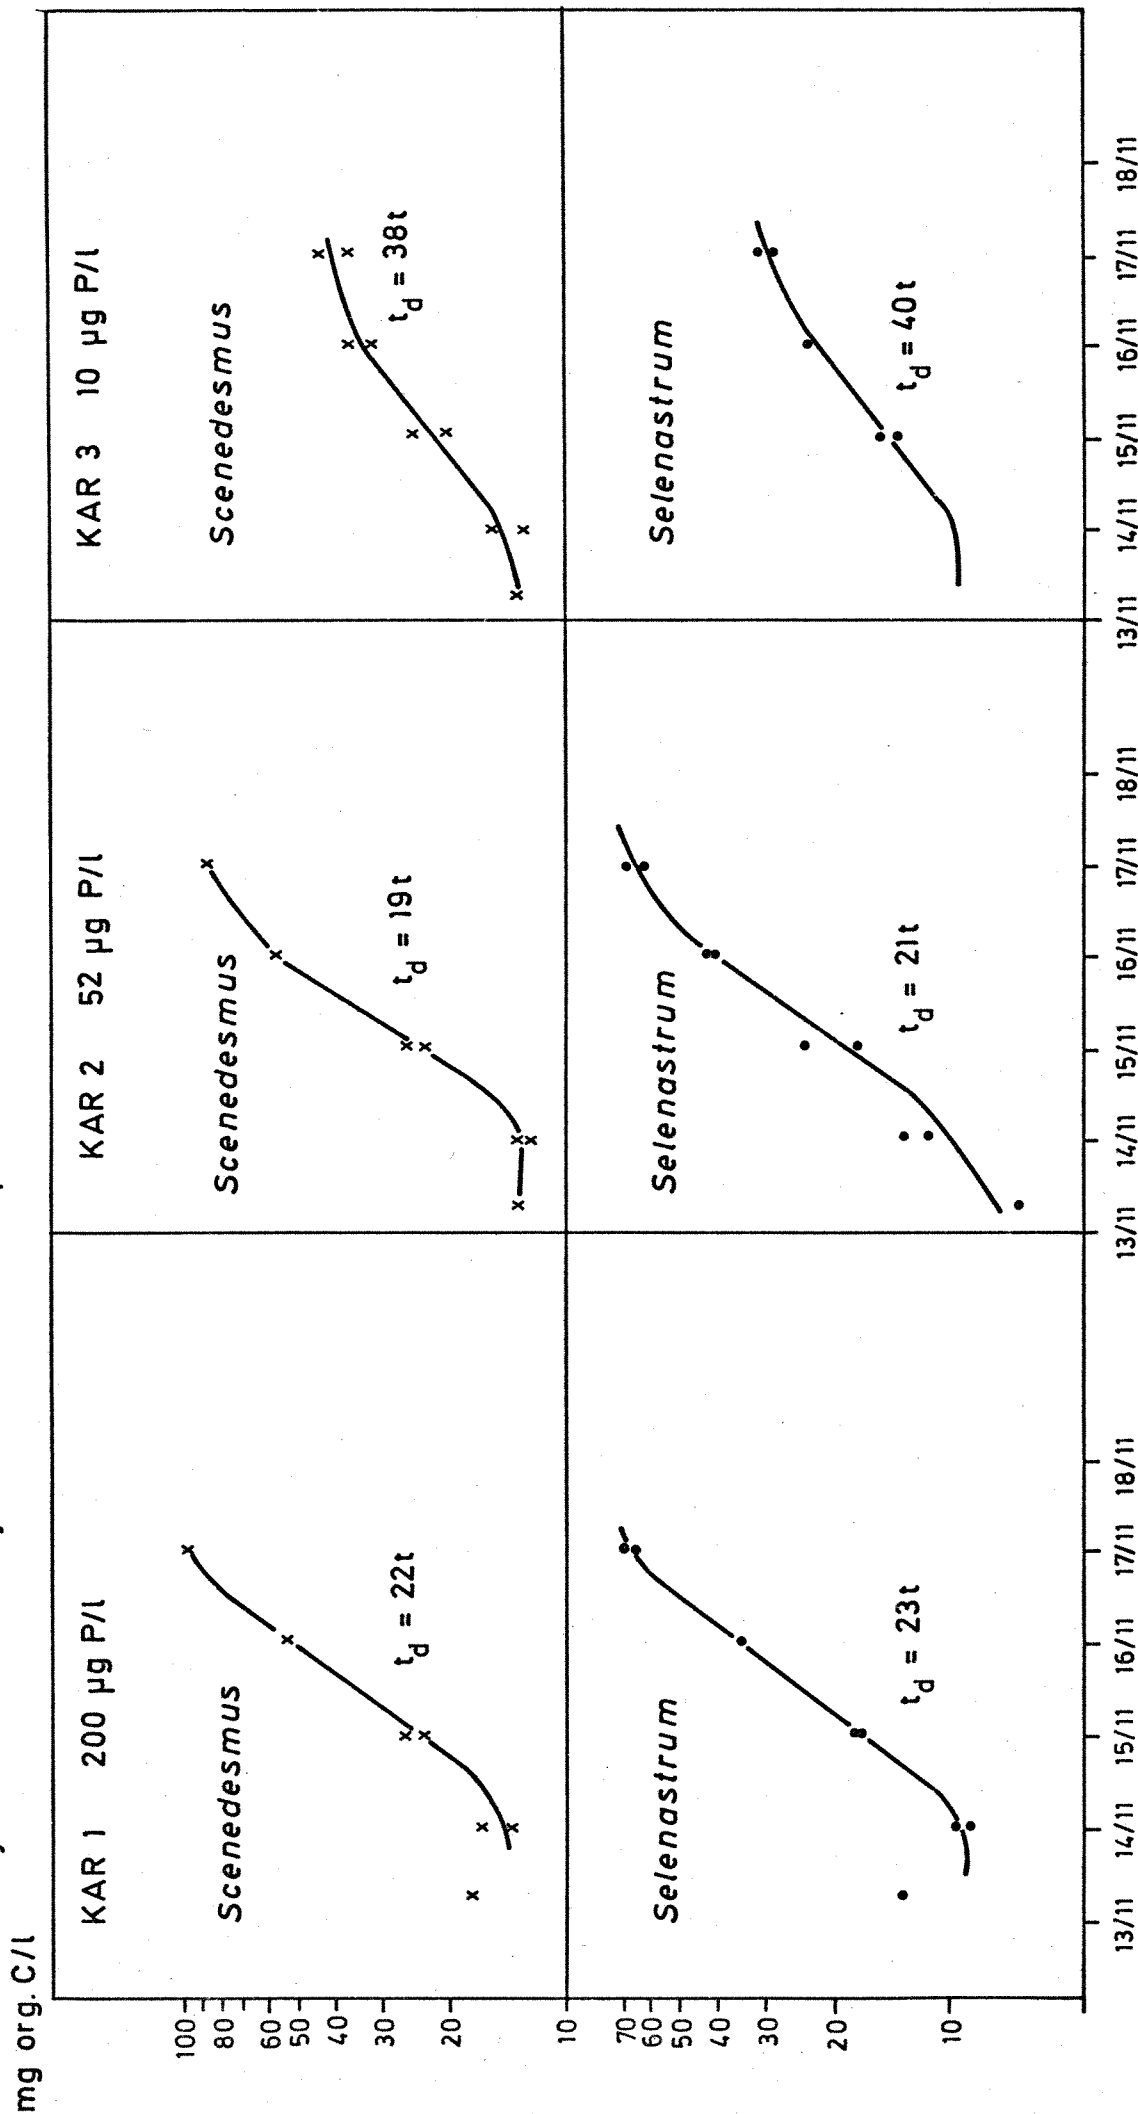 mg org. C/l
KAR 1 200 µg P/l
KAR 2 52 µg P/l
KAR 3 10 µg P/l
Scenedesmus
Scenedesmus
Scenedesmus
t_d = 22t
t_d = 19t
t_d = 38t
100
80
60
50
40
30
20
10
Selenastrum
Selenastrum
Selenastrum
t_d = 23t
t_d = 21t
t_d = 40t
70
60
50
40
30
20
10
13/11 14/11 15/11 16/11 17/11 18/11
13/11 14/11 15/11 16/11 17/11 18/11
13/11 14/11 15/11 16/11 17/11 18/11